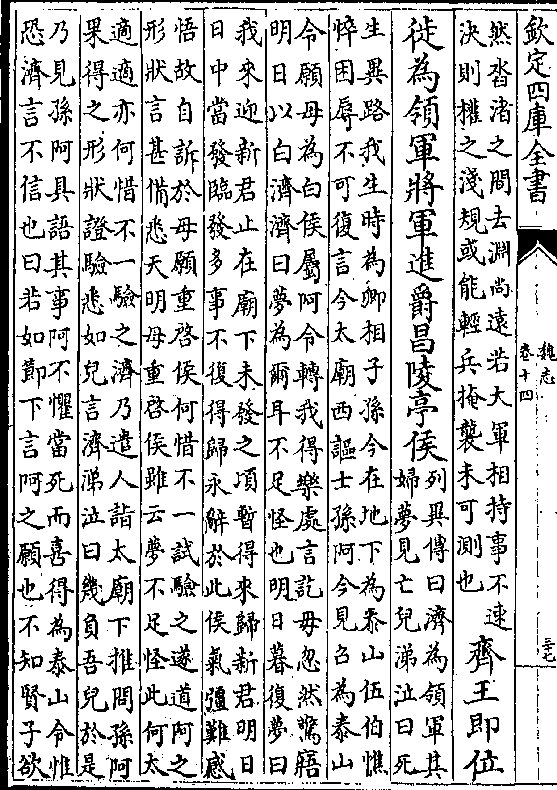 欽定四庫全書
魏志
卷十四
三七
然沓渚之間去淵尚遠若大軍相持事不速
決則權之淺規或能輕兵掩襲未可測也
齊王即位
徙為領軍將軍進爵昌陵亭侯
列異傳曰濟為領軍其
婦夢見亡兒涕泣曰死
生異路我生時為卿相子孫今在地下為泰山伍伯憔
悴困辱不可復言今太廟西謳士孫阿今見召為泰山
令願母為白侯屬阿令轉我得樂處言訖母忽然驚寤
明日以白濟濟曰夢為爾耳不足怪也明日暮復夢曰
我來迎新君止在廟下未發之頃暫得來歸新君明日
日中當發臨發多事不復得歸永辭於此侯氣彊難感
悟故自訴於母願重啓侯何惜不一試驗之遂道阿之
形狀言甚備悉天明母重啓侯雖云夢不足怪此何太
適適亦何惜不一驗之濟乃遣人詣太廟下推問孫阿
果得之形狀證驗悉如兒言濟涕泣曰幾負吾兒於是
乃見孫阿具語其事阿不懼當死而喜得為泰山令惟
恐濟言不信也曰若如節下言阿之願也不知賢子欲